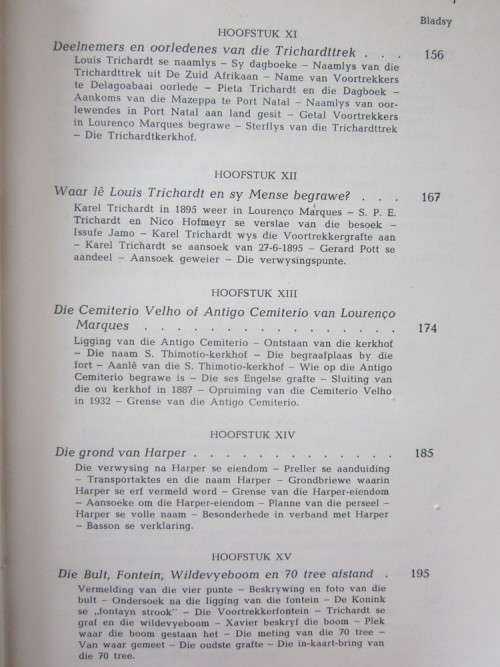 Bladsy
HOOFSTUK XI
Deelnemers en oorledenes van die Trichardttrek . . . 156
Louis Trichardt se naamlys – Sy dagboeke – Naamlys van die
Trichardttrek uit De Zuid Afrikaan – Name van Voortrekkers
te Delagoabaai oorlede – Pieta Trichardt en die Dagboek –
Aankoms van die Mazeppa te Port Natal – Naamlys van oor-
lewendes in Port Natal aan land gesit – Getal Voortrekkers
in Lourenço Marques begrawe – Sterflys van die Trichardttrek
– Die Trichardtkerkhof.
HOOFSTUK XII
Waar lê Louis Trichardt en sy Mense begrawe? . . . 167
Karel Trichardt in 1895 weer in Lourenço Marques – S. P. E.
Trichardt en Nico Hofmeyr se verslae van die besoek –
Issufe Jamo – Karel Trichardt wys die Voortrekkergrafte aan
– Karel Trichardt se aansoek van 27-6-1895 – Gerard Pott se
aandeel – Aansoek geweier – Die verwysingspunte.
HOOFSTUK XIII
Die Cemiterio Velho of Antigo Cemiterio van Lourenço
Marques . . . . . . . . . . . . . . . 174
Ligging van die Antigo Cemiterio – Ontstaan van die kerkhof
– Die naam S. Thimotio-kerkhof – Die begraafplaas by die
fort – Aanlê van die S. Thimotio-kerkhof – Wie op die Antigo
Cemiterio begrawe is – Die ses Engelse grafte – Sluiting van
die ou kerkhof in 1887 – Opruiming van die Cemiterio Velho
in 1932 – Grense van die Antigo Cemiterio.
HOOFSTUK XIV
Die grond van Harper . . . . . . . . . . . . . 185
Die verwysing na Harper se eiendom – Preller se aanduiding
– Transportaktes en die naam Harper – Grondbriewe waarin
Harper se erf vermeld word – Grense van die Harper-eiendom
– Aansoeke om die Harper-eiendom – Planne van die perseel –
Harper se volle naam – Besonderhede in verband met Harper
– Basson se verklaring.
HOOFSTUK XV
Die Bult, Fontein, Wildevyeboom en 70 tree afstand . 195
Vermelding van die vier punte – Beskrywing en foto van die
bult – Ondersoek na die ligging van die fontein – De Konink
se „fontayn strook” – Die Voortrekkerfontein – Trichardt se
graf en die wildevyeboom – Xavier beskryf die boom – Plek
waar die boom gestaan het – Die meting van die 70 tree –
Van waar gemeet – Die oudste grafte – Die in-kaart-bring van
die 70 tree.